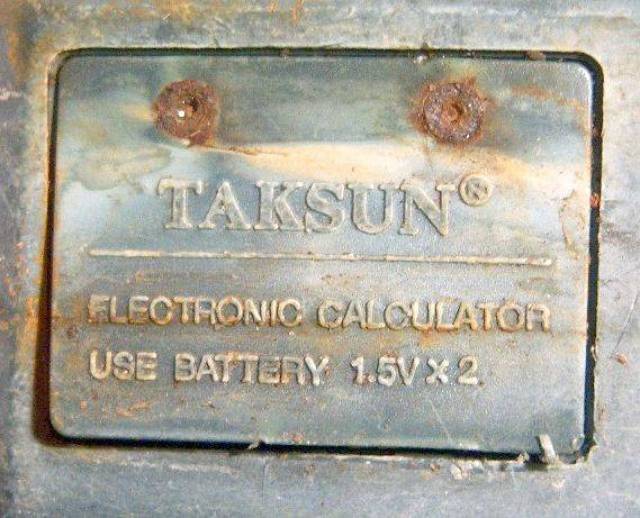 TAKSUN®
ELECTRONIC CALCULATOR
USE BATTERY 1.5V X 2